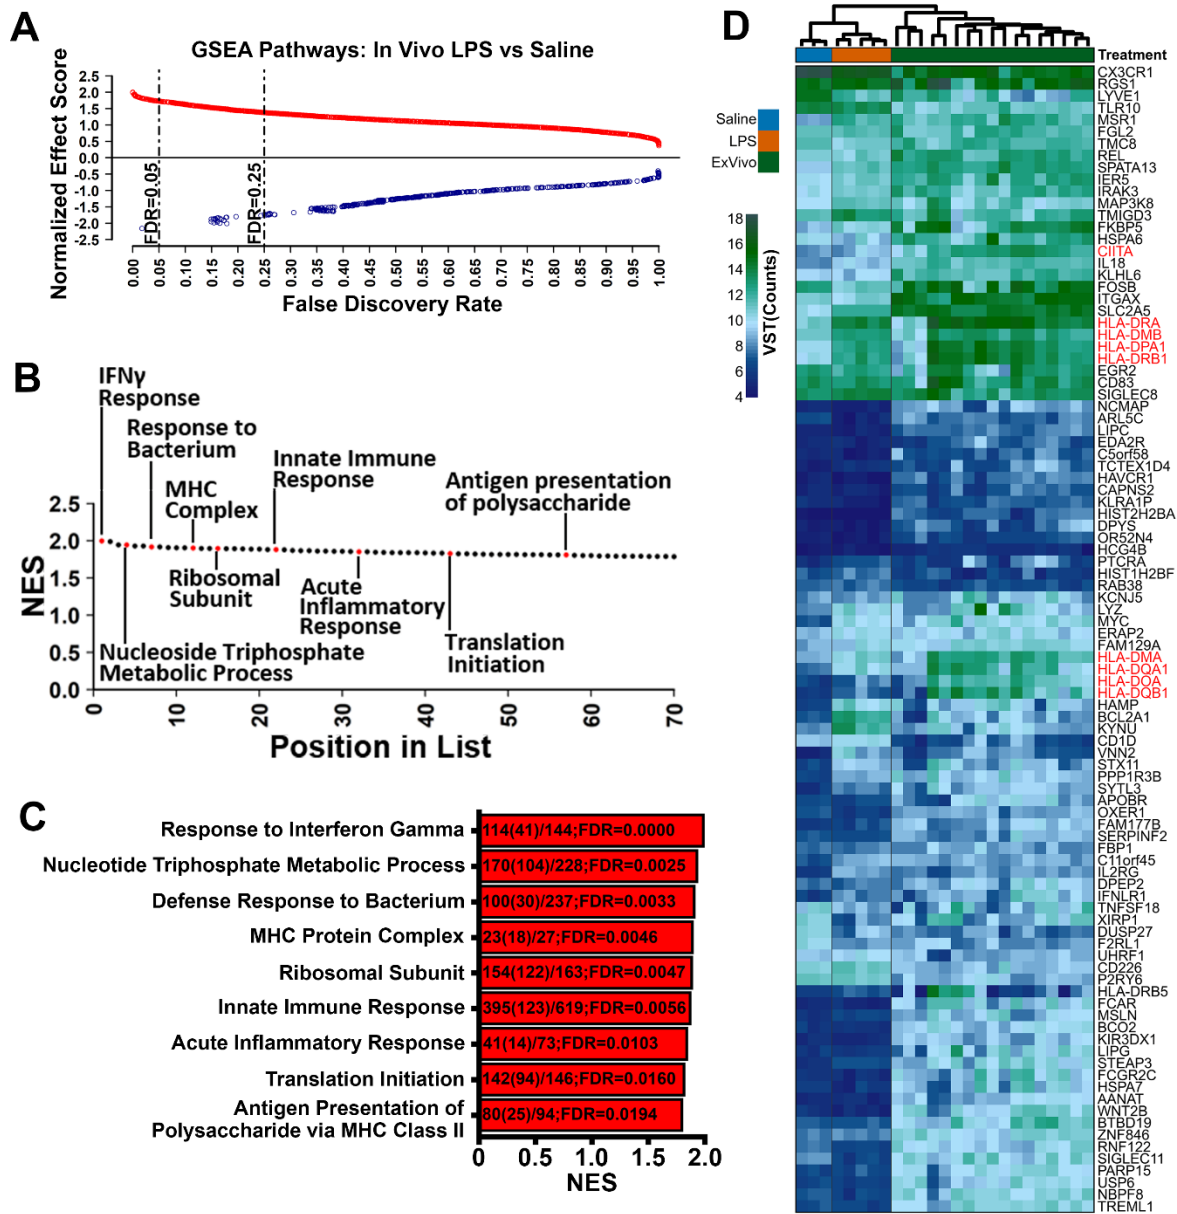 A
GSEA Pathways: In Vivo LPS vs Saline
Normalized Effect Score
2.5
2.0
1.5
1.0
0.5
0.0
-0.5
-1.0
-1.5
-2.0
-2.5
FDR=0.05
FDR=0.25
0.00
0.05
0.10
0.15
0.20
0.25
0.30
0.35
0.40
0.45
0.50
0.55
0.60
0.65
0.70
0.75
0.80
0.85
0.90
0.95
1.00
False Discovery Rate
B
IFNγ
Response
Response to
Bacterium
MHC
Complex
Innate Immune
Response
Antigen presentation
of polysaccharide
NES
2.5
2.0
1.5
1.0
0.5
0.0
Ribosomal
Subunit
Acute
Inflammatory
Response
Translation
Initiation
Nucleoside Triphosphate
Metabolic Process
0
10
20
30
40
50
60
70
Position in List
C
Response to Interferon Gamma
114(41)/144;FDR=0.0000
Nucleotide Triphosphate Metabolic Process
170(104)/228;FDR=0.0025
Defense Response to Bacterium
100(30)/237;FDR=0.0033
MHC Protein Complex
23(18)/27;FDR=0.0046
Ribosomal Subunit
154(122)/163;FDR=0.0047
Innate Immune Response
395(123)/619;FDR=0.0056
Acute Inflammatory Response
41(14)/73;FDR=0.0103
Translation Initiation
142(94)/146;FDR=0.0160
Antigen Presentation of
Polysaccharide via MHC Class II
80(25)/94;FDR=0.0194
0
0.5
1.0
1.5
2.0
NES
D
Treatment
Saline
LPS
ExVivo
18
16
14
12
10
8
6
4
VST(Counts)
CX3CR1
RGS1
LYVE1
TLR10
MSR1
FGL2
TMC8
REL
SPATA13
IER5
IRAK3
MAP3K8
TMIGD3
FKBP5
HSPA6
CIITA
IL18
KLHL6
FOSB
ITGAX
SLC2A5
HLA-DRA
HLA-DMB
HLA-DPA1
HLA-DRB1
EGR2
CD83
SIGLEC8
NCMAP
ARL5C
LIPC
EDA2R
C5orf58
TCTEX1D4
HAVCR1
CAPNS2
KLRA1P
HIST2H2BA
DPYS
OR52N4
HCG4B
PTCRA
HIST1H2BF
RAB38
KCNJ5
LYZ
MYC
ERAP2
FAM129A
HLA-DMA
HLA-DQA1
HLA-DOA
HLA-DQB1
HAMP
BCL2A1
KYNU
CD1D
VNN2
STX11
PPP1R3B
SYTL3
APOBR
OXER1
FAM177B
SERPINF2
FBP1
C11orf45
IL2RG
DPEP2
IFNLR1
TNFSF18
XIRP1
DUSP27
F2RL1
UHRF1
CD226
P2RY6
HLA-DRB5
FCAR
MSLN
BCO2
KIR3DX1
LIPG
STEAP3
FCGR2C
HSPA7
AANAT
WNT2B
BTBD19
ZNF846
RNF122
SIGLEC11
PARP15
USP6
NBPF8
TREML1